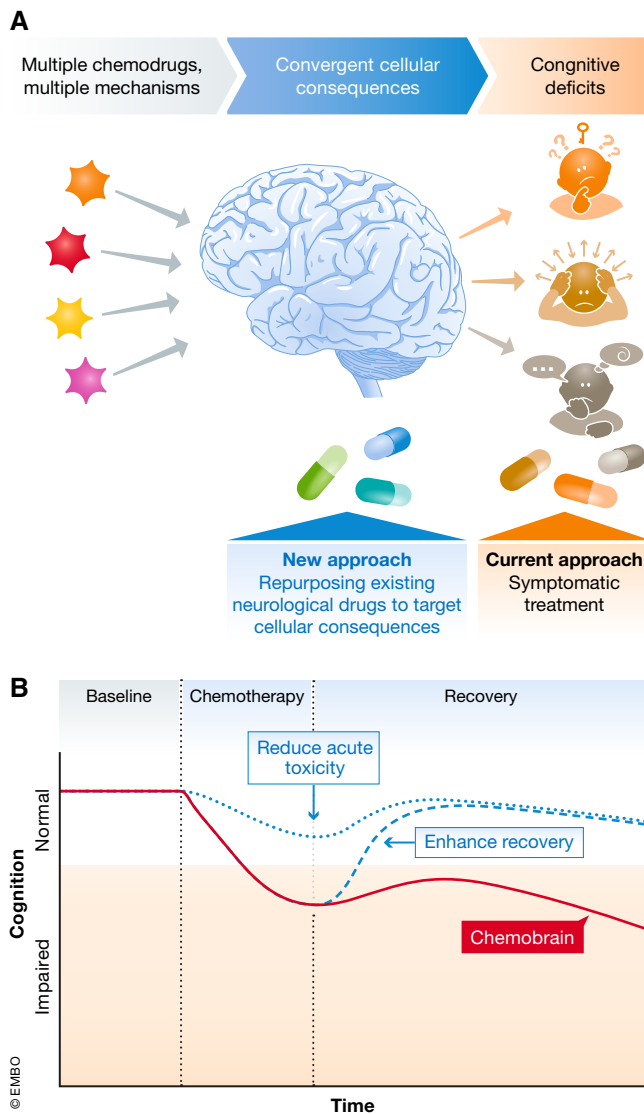 A
Multiple chemodrugs,
multiple mechanisms
Convergent cellular
consequences
Congnitive
deficits
? ? ? ?
...
New approach
Repurposing existing
neurological drugs to target
cellular consequences
Current approach
Symptomatic
treatment
B
Baseline
Chemotherapy
Recovery
Reduce acute
toxicity
Enhance recovery
Chemobrain
Normal
Impaired
Cognition
Time
© EMBO